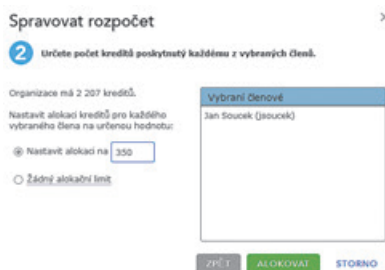 Spravovat rozpočet
2 Určete počet kreditů poskytnutý každému z vybraných členů.
Organizace má 2 207 kreditů.
Nastavit alokaci kreditů pro každého
vybraného člena na určenou hodnotu:
Nastavit alokaci na 350
Žádný alokační limit
Vybraní členové
Jan Soucek (jsoucek)
ZPĚT ALOKOVAT STORNO